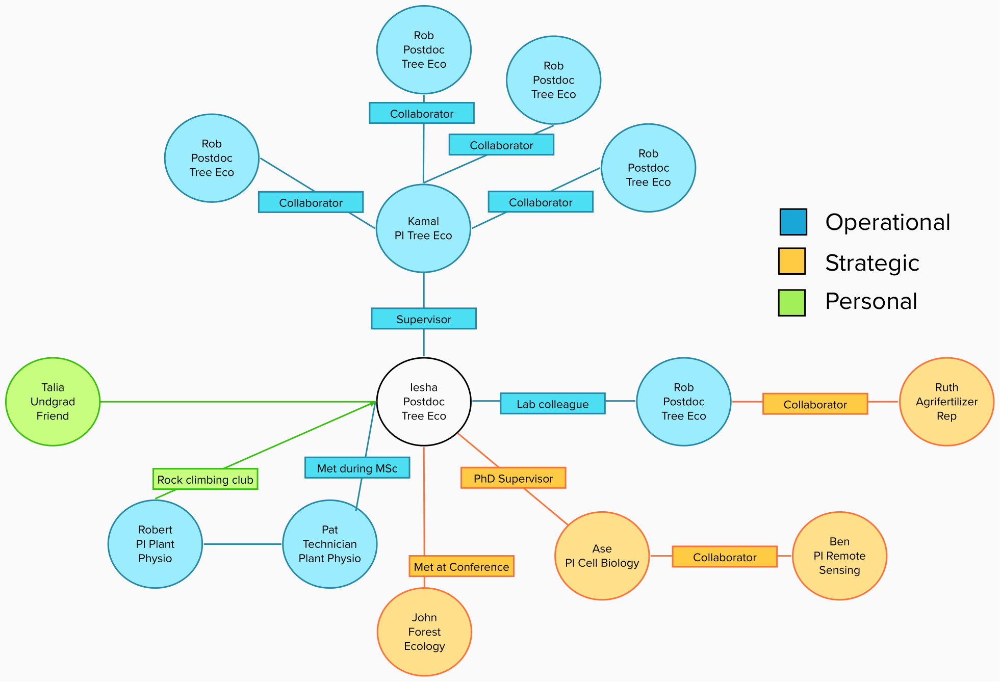 Rob
Postdoc
Tree Eco
Rob
Postdoc
Tree Eco
Collaborator
Rob
Postdoc
Tree Eco
Collaborator
Rob
Postdoc
Tree Eco
Collaborator
Collaborator
Kamal
PI Tree Eco
Operational
Strategic
Personal
Supervisor
Talia
Undgrad
Friend
Iesha
Postdoc
Tree Eco
Lab colleague
Rob
Postdoc
Tree Eco
Collaborator
Ruth
Agrifertilizer
Rep
Rock climbing club
Met during MSc
PhD Supervisor
Robert
PI Plant
Physio
Pat
Technician
Plant Physio
Met at Conference
Ase
PI Cell Biology
Collaborator
Ben
PI Remote
Sensing
John
Forest
Ecology